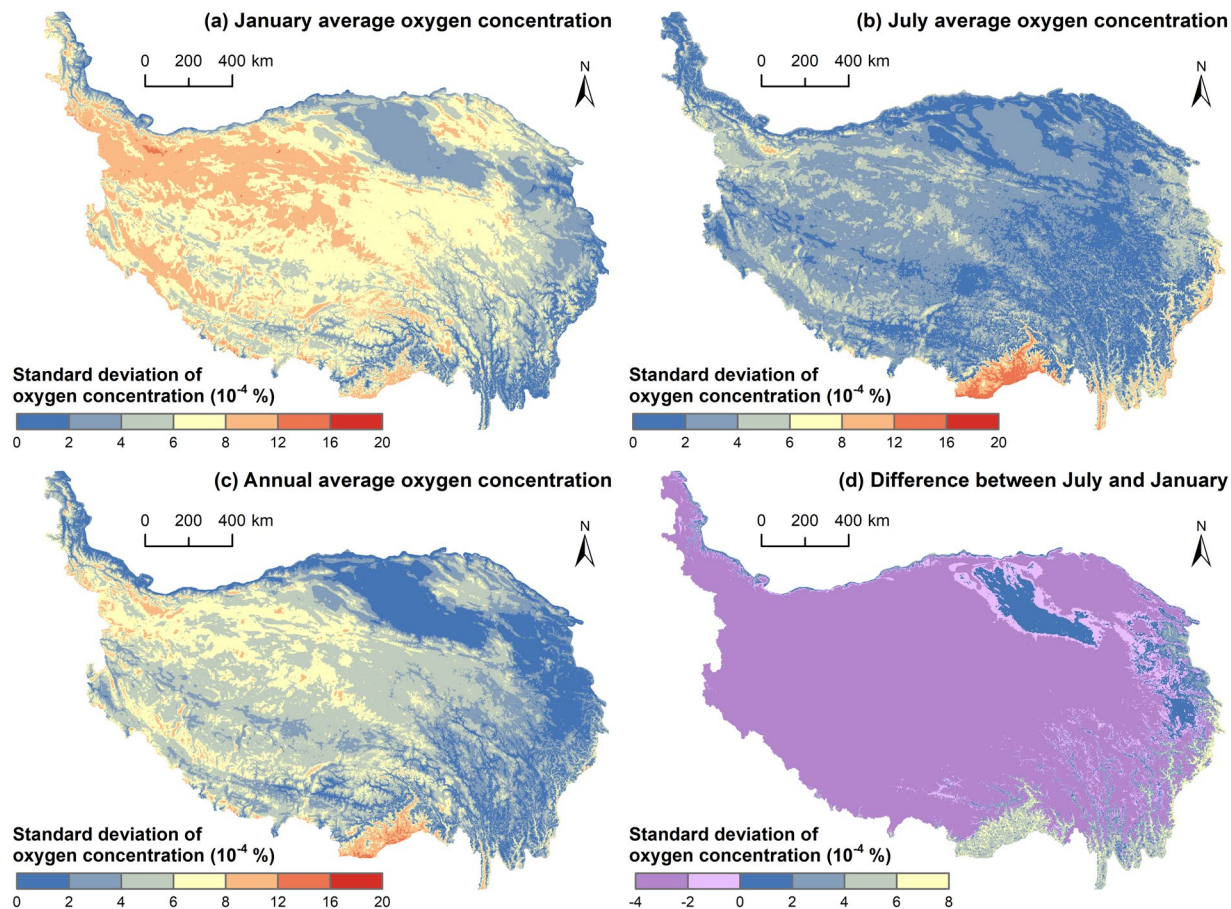 (a) January average oxygen concentration
0 200 400 km
N
Standard deviation of
oxygen concentration (10⁻⁴ %)
0 2 4 6 8 12 16 20
(b) July average oxygen concentration
0 200 400 km
N
Standard deviation of
oxygen concentration (10⁻⁴ %)
0 2 4 6 8 12 16 20
(c) Annual average oxygen concentration
0 200 400 km
N
Standard deviation of
oxygen concentration (10⁻⁴ %)
0 2 4 6 8 12 16 20
(d) Difference between July and January
0 200 400 km
N
Standard deviation of
oxygen concentration (10⁻⁴ %)
-4 -2 0 2 4 6 8